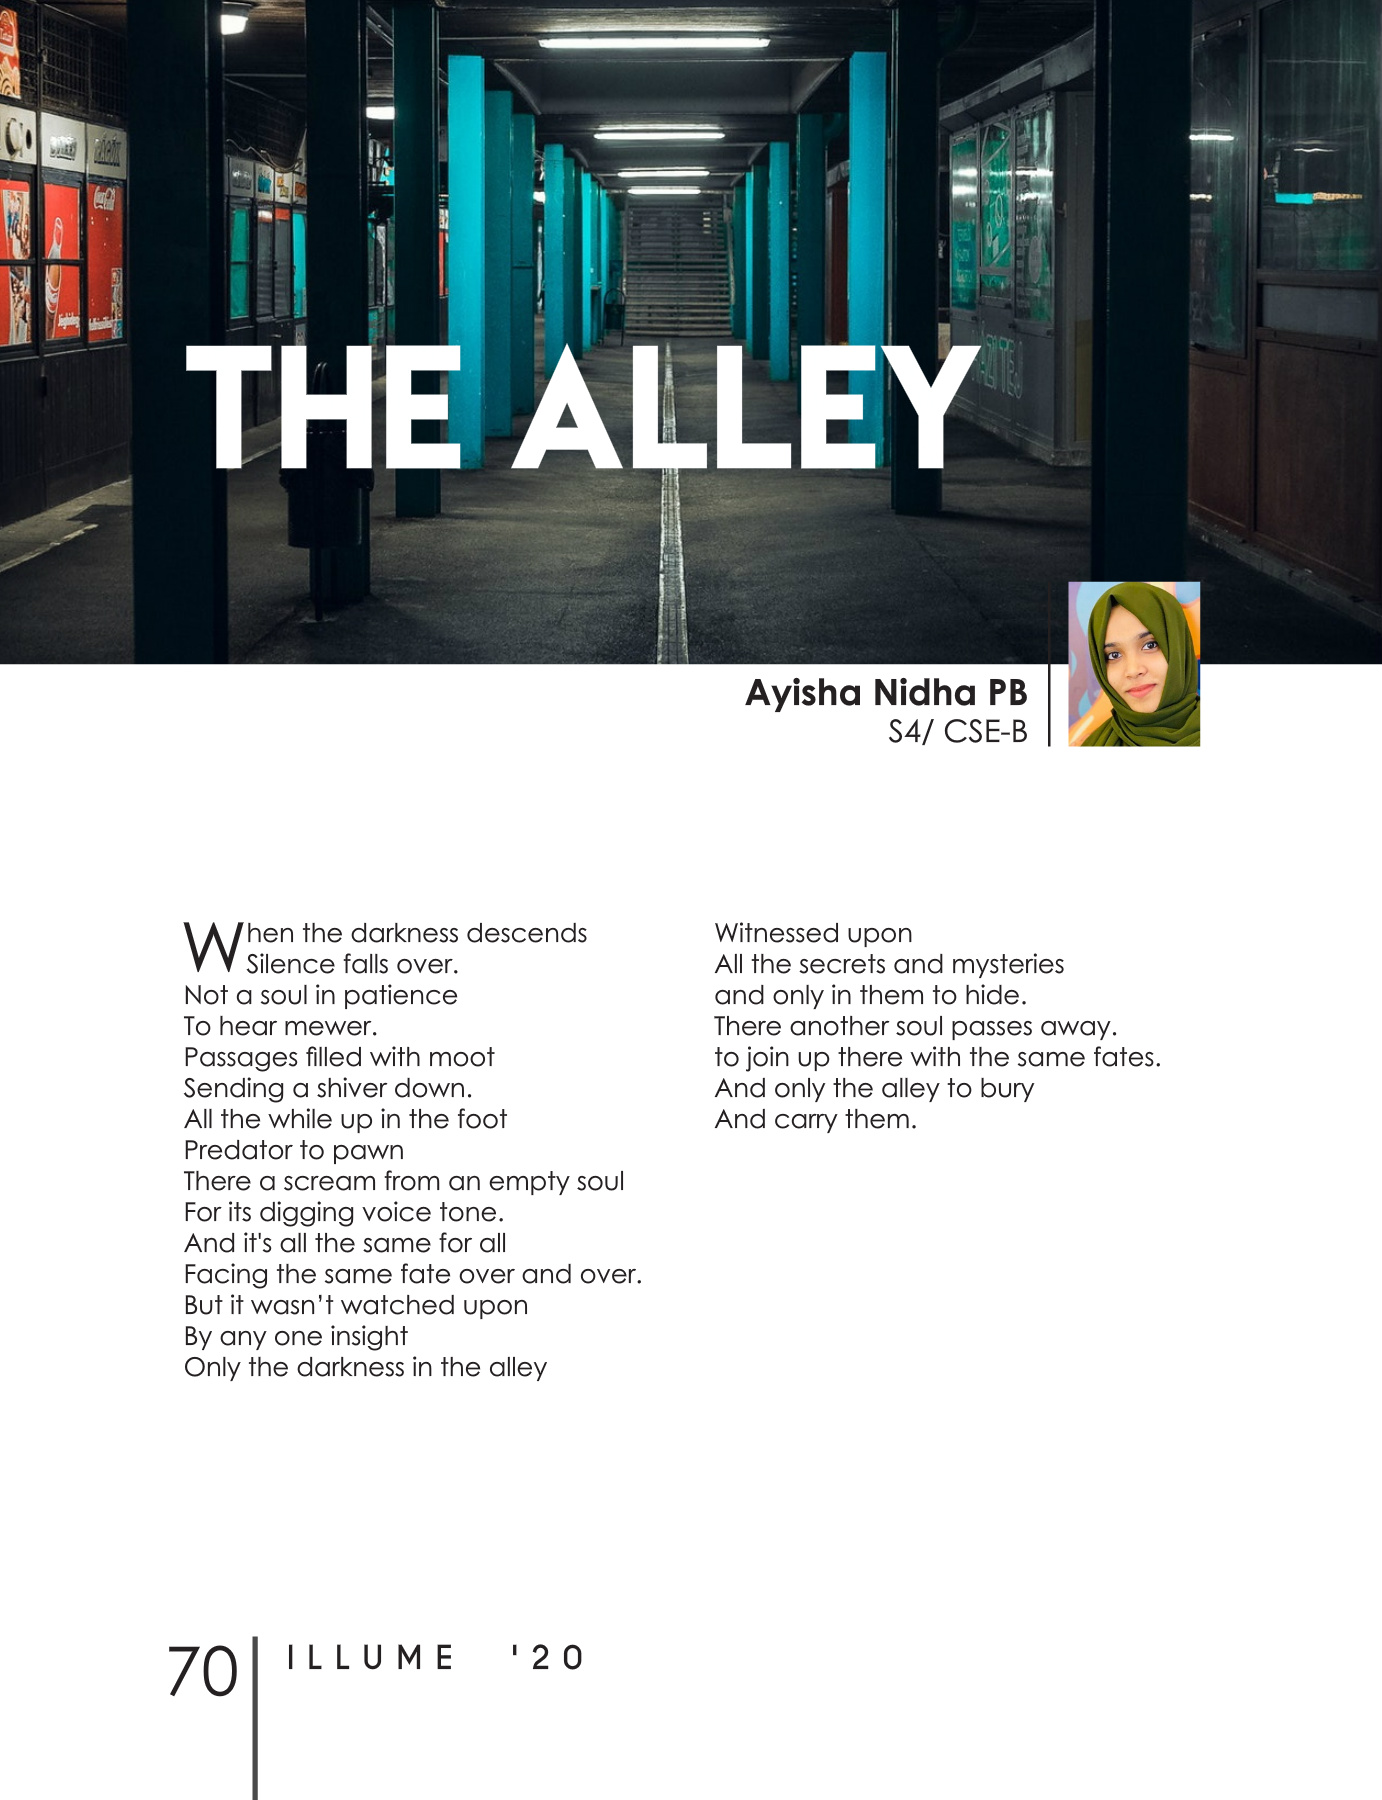 THE ALLEY
Coca-Cola
Ayisha Nidha PB
S4/ CSE-B
When the darkness descends
Silence falls over.
Not a soul in patience
To hear mewer.
Passages filled with moot
Sending a shiver down.
All the while up in the foot
Predator to pawn
There a scream from an empty soul
For its digging voice tone.
And it's all the same for all
Facing the same fate over and over.
But it wasn’t watched upon
By any one insight
Only the darkness in the alley
Witnessed upon
All the secrets and mysteries
and only in them to hide.
There another soul passes away.
to join up there with the same fates.
And only the alley to bury
And carry them.
70
ILLUME '20